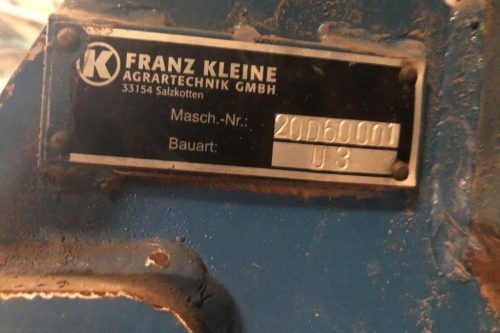 K
FRANZ KLEINE
AGRARTECHNIK GMBH
33154 Salzkotten
Masch.-Nr.: 20060001
Bauart: U 3